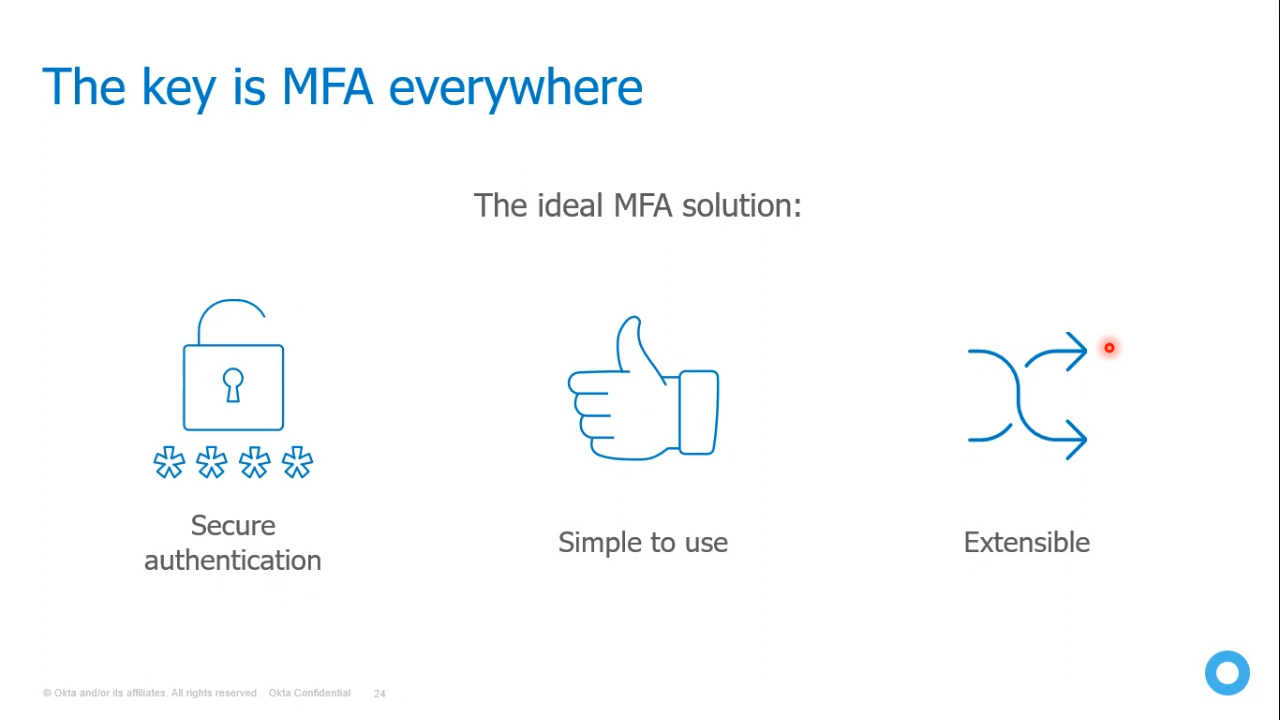 The key is MFA everywhere
The ideal MFA solution:
Secure
authentication
Simple to use
Extensible
© Okta and/or its affiliates. All rights reserved. Okta Confidential 24